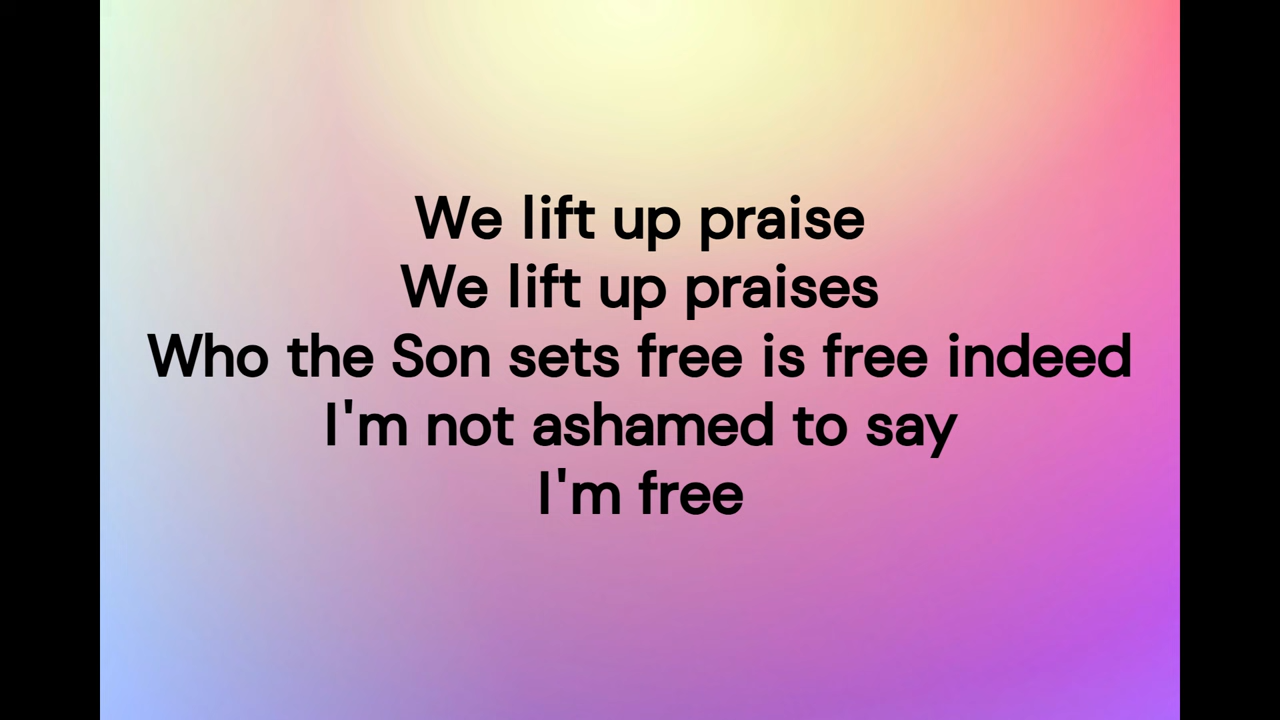 We lift up praise
We lift up praises
Who the Son sets free is free indeed
I'm not ashamed to say
I'm free